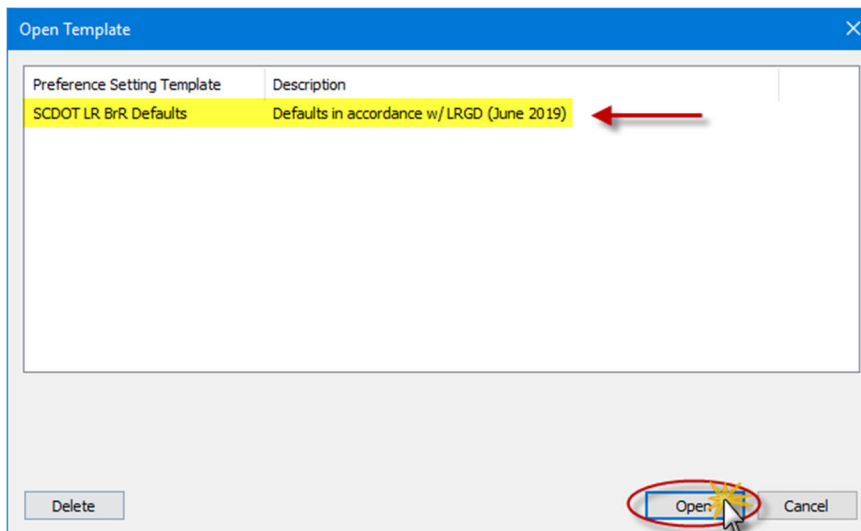 Open Template
Preference Setting Template Description
SCDOT LR BrR Defaults Defaults in accordance w/ LRGD (June 2019)
Delete Open Cancel